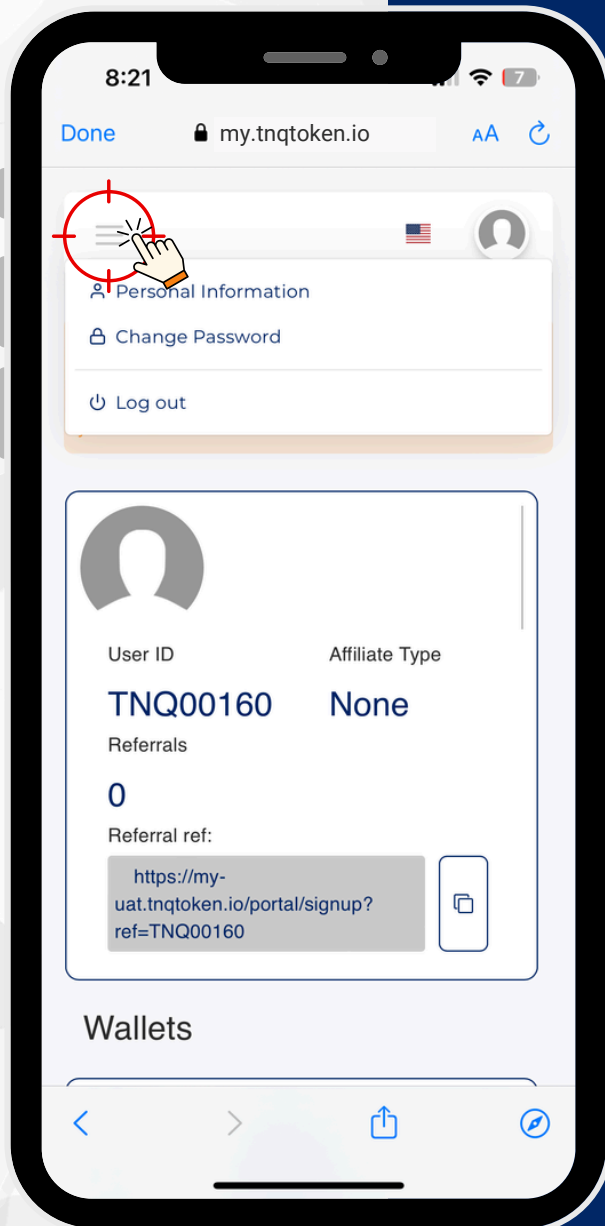 8:21
7
Done
my.tnqtoken.io
AA
Personal Information
Change Password
Log out
User ID
Affiliate Type
TNQ00160
None
Referrals
0
Referral ref:
https://my-
uat.tnqtoken.io/portal/signup?
ref=TNQ00160
Wallets